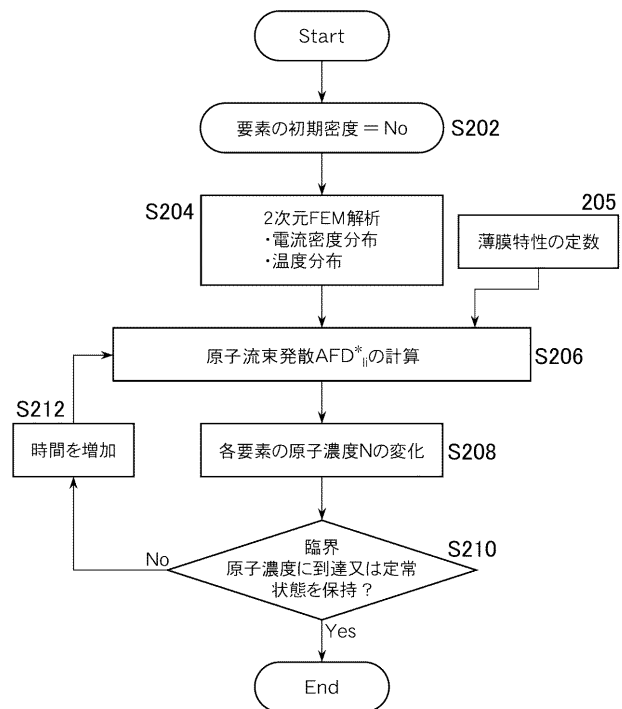 Start
要素の初期密度 = No
S202
S204
2次元FEM解析
・電流密度分布
・温度分布
205
薄膜特性の定数
原子流束発散AFD*liの計算
S206
S212
時間を増加
各要素の原子濃度Nの変化
S208
臨界
原子濃度に到達又は定常
状態を保持？
S210
No
Yes
End